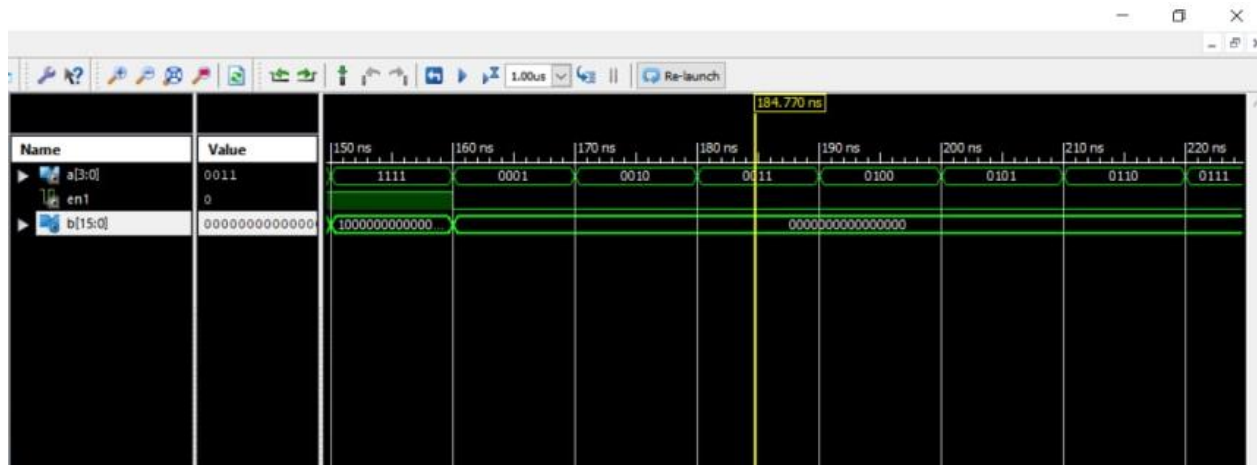 1.00us Re-launch
184.770 ns
Name Value 150 ns 160 ns 170 ns 180 ns 190 ns 200 ns 210 ns 220 ns
a[3:0] 0011 1111 0001 0010 0011 0100 0101 0110 0111
en1 0
b[15:0] 0000000000000 1000000000000... 0000000000000000